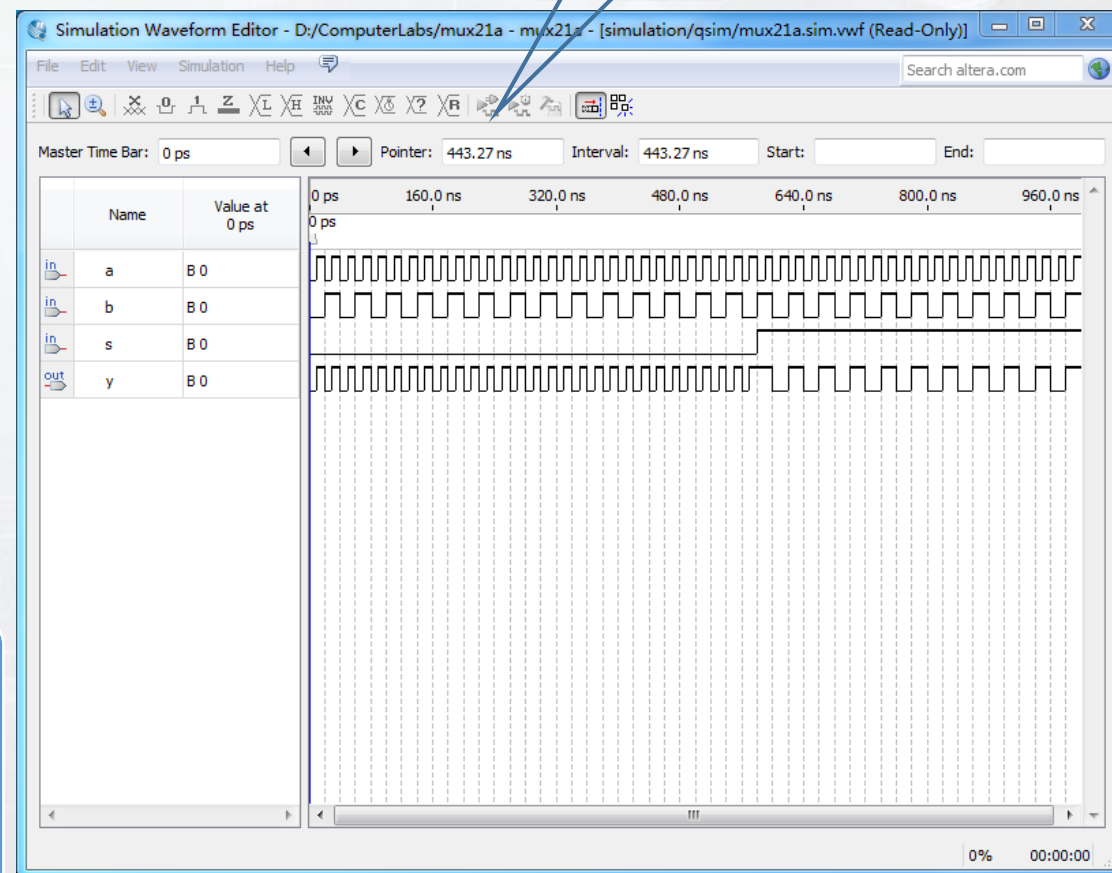 Simulation Waveform Editor - D:/ComputerLabs/mux21a - mux21a - [simulation/qsim/mux21a.sim.vwf (Read-Only)]
File Edit View Simulation Help Search altera.com
Master Time Bar: 0 ps Pointer: 443.27 ns Interval: 443.27 ns Start: End:
Name Value at 0 ps
0 ps 160.0 ns 320.0 ns 480.0 ns 640.0 ns 800.0 ns 960.0 ns
0 ps
in a B 0
in b B 0
in s B 0
out y B 0
0% 00:00:00